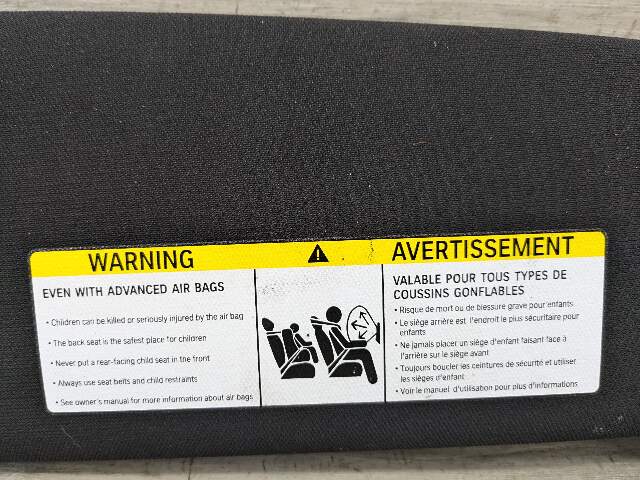 WARNING
EVEN WITH ADVANCED AIR BAGS
• Children can be killed or seriously injured by the air bag
• The back seat is the safest place for children
• Never put a rear-facing child seat in the front
• Always use seat belts and child restraints
• See owner's manual for more information about air bags
AVERTISSEMENT
VALABLE POUR TOUS TYPES DE
COUSSINS GONFLABLES
• Risque de mort ou de blessure grave pour enfants
• Le siège arrière est l'endroit le plus sécuritaire pour
enfants
• Ne jamais placer un siège d'enfant faisant face à
l'arrière sur le siège avant
• Toujours boucler les ceintures de sécurité et utiliser
les sièges d'enfant
• Voir le manuel d'utilisation pour plus d'informations